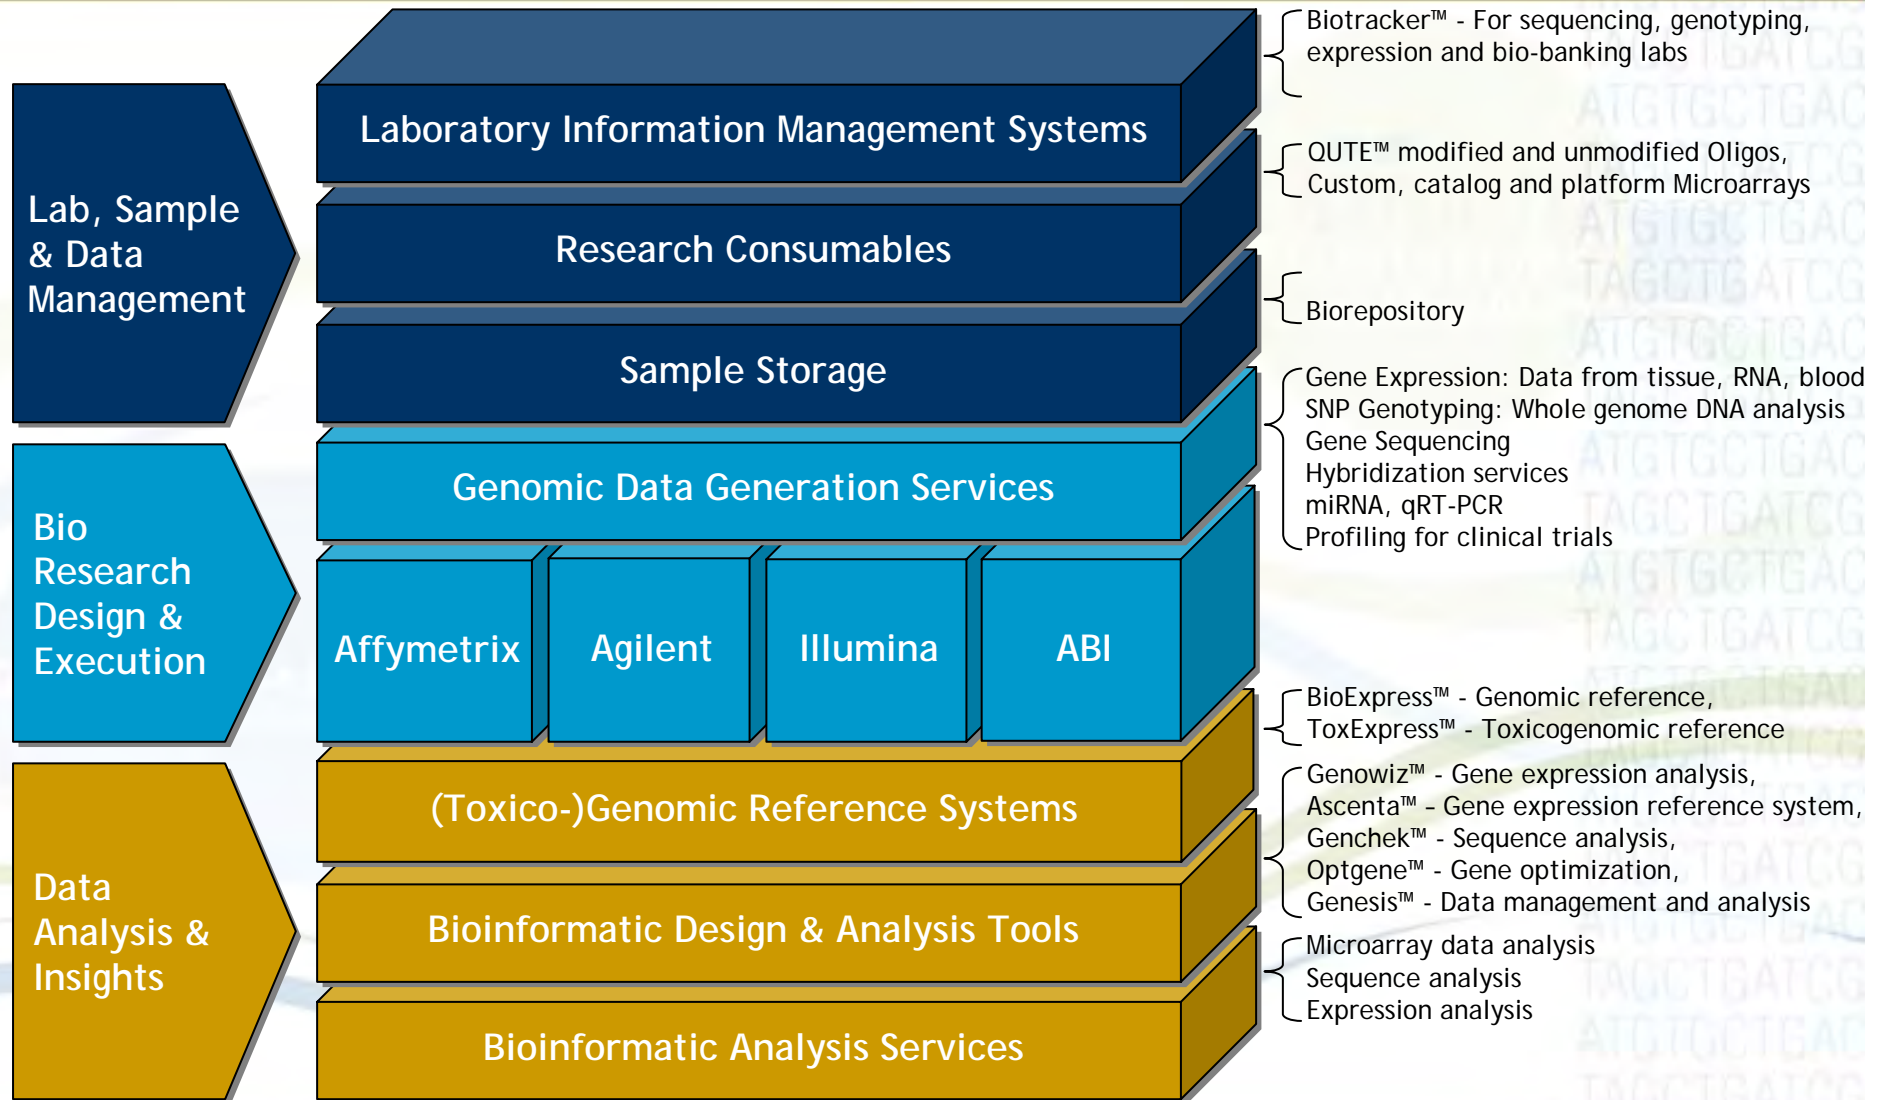 Lab, Sample
& Data
Management
Laboratory Information Management Systems
Biotracker™ - For sequencing, genotyping,
expression and bio-banking labs
Research Consumables
QUTE™ modified and unmodified Oligos,
Custom, catalog and platform Microarrays
Sample Storage
Biorepository
Bio
Research
Design &
Execution
Genomic Data Generation Services
Gene Expression: Data from tissue, RNA, blood
SNP Genotyping: Whole genome DNA analysis
Gene Sequencing
Hybridization services
miRNA, qRT-PCR
Profiling for clinical trials
Affymetrix
Agilent
Illumina
ABI
Data
Analysis &
Insights
(Toxico-)Genomic Reference Systems
BioExpress™ - Genomic reference,
ToxExpress™ - Toxicogenomic reference
Bioinformatic Design & Analysis Tools
Genowiz™ - Gene expression analysis,
Ascenta™ – Gene expression reference system,
Genchek™ - Sequence analysis,
Optgene™ - Gene optimization,
Genesis™ - Data management and analysis
Bioinformatic Analysis Services
Microarray data analysis
Sequence analysis
Expression analysis